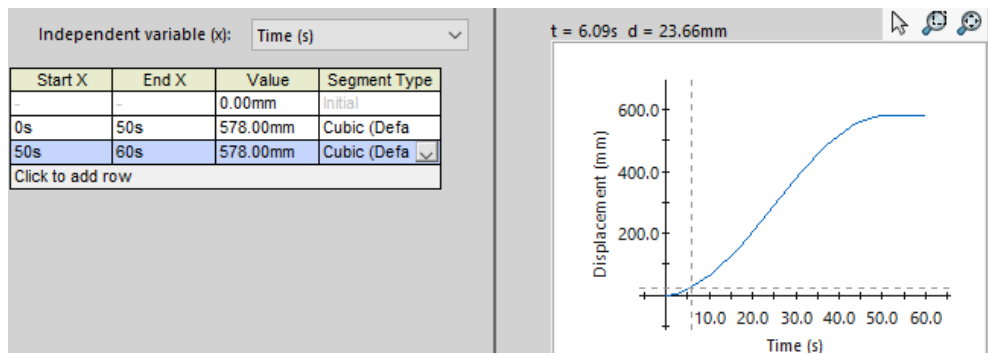 Independent variable (x): Time (s)
Start X End X Value Segment Type
- - 0.00mm Initial
0s 50s 578.00mm Cubic (Defa
50s 60s 578.00mm Cubic (Defa
Click to add row
t = 6.09s d = 23.66mm
600.0
400.0
200.0
Displacement (mm)
10.0 20.0 30.0 40.0 50.0 60.0
Time (s)